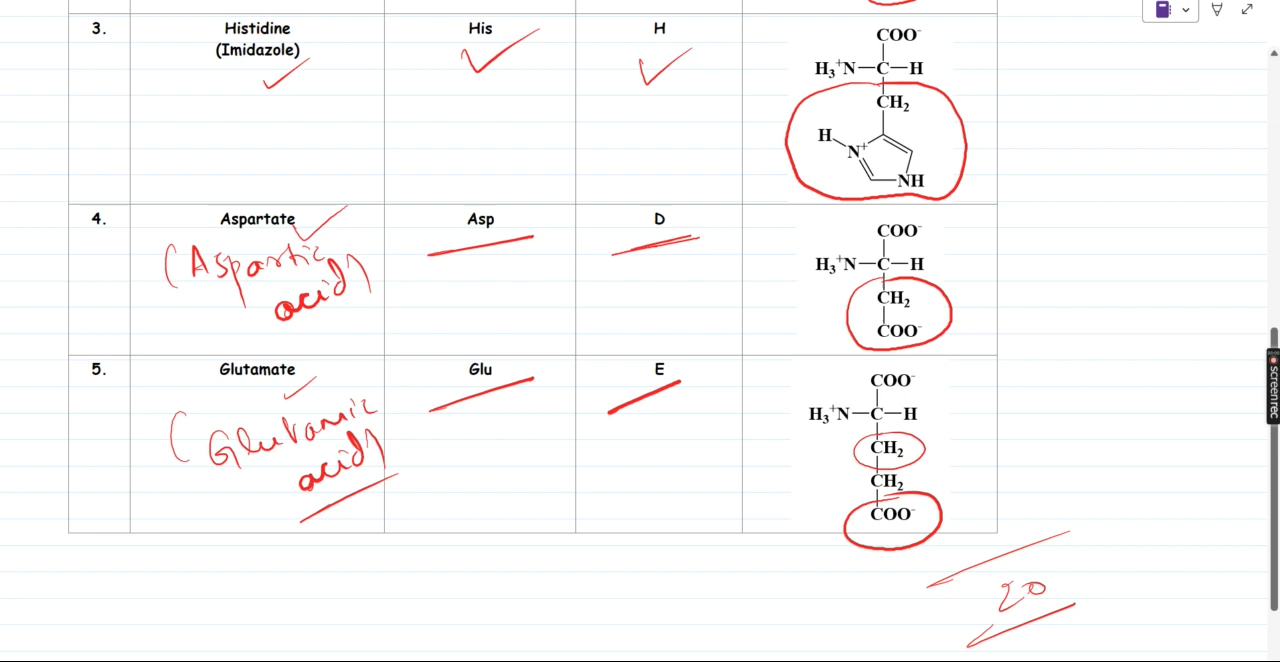 3. Histidine His H
(Imidazole)
COO⁻
H₃⁺N—C—H
CH₂
H
N⁺
NH
4. Aspartate Asp D
(Aspartic
acid)
COO⁻
H₃⁺N—C—H
CH₂
COO⁻
5. Glutamate Glu E
(Glutamic
acid)
COO⁻
H₃⁺N—C—H
CH₂
CH₂
COO⁻
20
screenrec